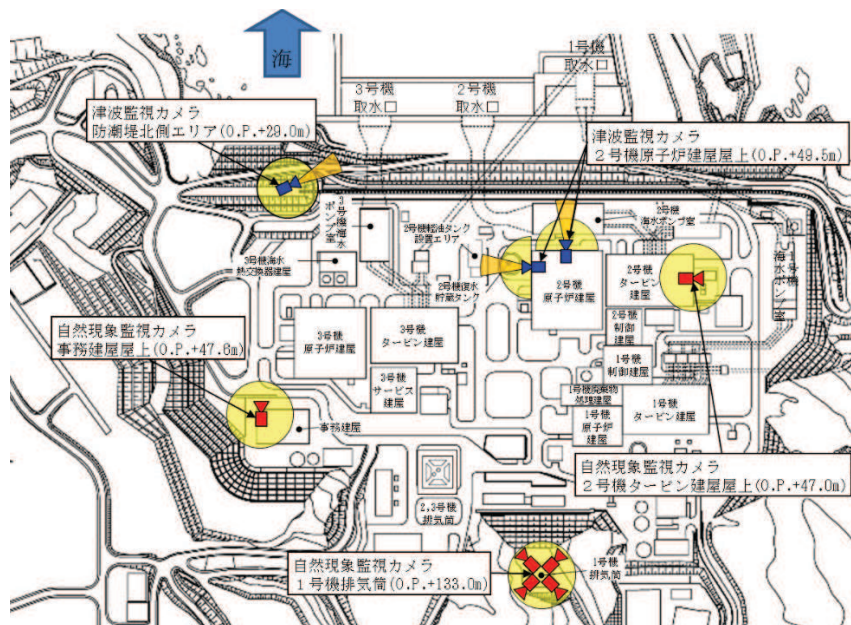 海
1号機
取水口
3号機
取水口
2号機
取水口
津波監視カメラ
防潮堤北側エリア(O.P.+29.0m)
津波監視カメラ
2号機原子炉建屋屋上(O.P.+49.5m)
3号機海水
ポンプ室
2号機軽油タンク
設置エリア
2号機
海水ポンプ室
3号機海水
熱交換器建屋
2号機復水
貯蔵タンク
2号機
原子炉建屋
2号機
タービン
建屋
1号機
海水ポンプ室
自然現象監視カメラ
事務建屋屋上(O.P.+47.6m)
3号機
原子炉建屋
3号機
タービン建屋
2号機
制御
建屋
1号機
制御建屋
3号機
サービス
建屋
1号機廃棄物
処理建屋
1号機
原子炉
建屋
1号機
タービン建屋
事務建屋
自然現象監視カメラ
2号機タービン建屋屋上(O.P.+47.0m)
2,3号機
排気筒
自然現象監視カメラ
1号機排気筒(O.P.+133.0m)
1号機
排気筒